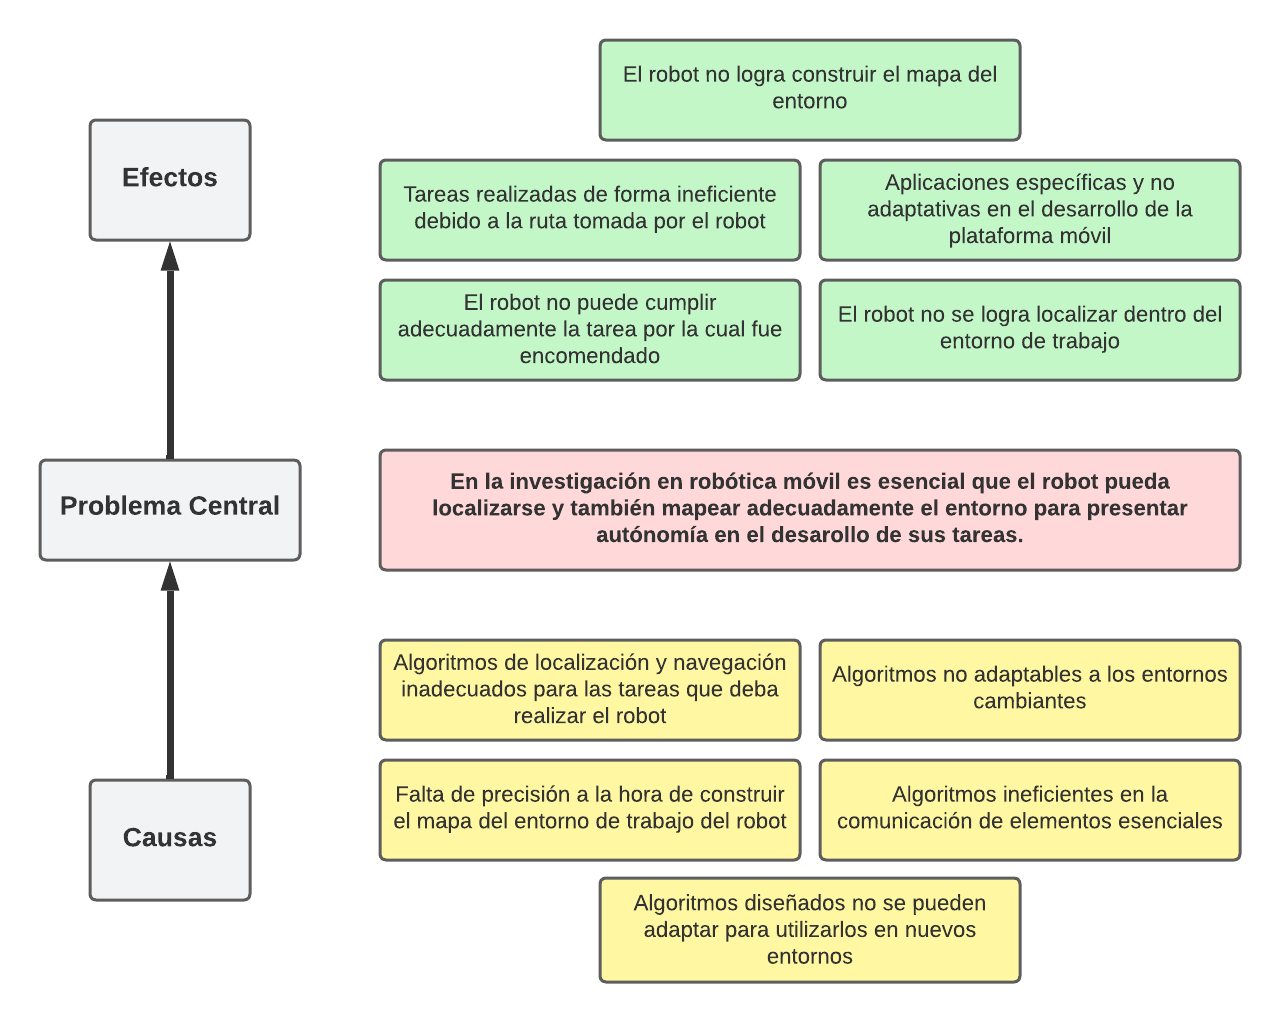 El robot no logra construir el mapa del
entorno
Efectos
Tareas realizadas de forma ineficiente
debido a la ruta tomada por el robot
Aplicaciones específicas y no
adaptativas en el desarrollo de la
plataforma móvil
El robot no puede cumplir
adecuadamente la tarea por la cual fue
encomendado
El robot no se logra localizar dentro del
entorno de trabajo
Problema Central
En la investigación en robótica móvil es esencial que el robot pueda
localizarse y también mapear adecuadamente el entorno para presentar
autónomía en el desarollo de sus tareas.
Algoritmos de localización y navegación
inadecuados para las tareas que deba
realizar el robot
Algoritmos no adaptables a los entornos
cambiantes
Causas
Falta de precisión a la hora de construir
el mapa del entorno de trabajo del robot
Algoritmos ineficientes en la
comunicación de elementos esenciales
Algoritmos diseñados no se pueden
adaptar para utilizarlos en nuevos
entornos